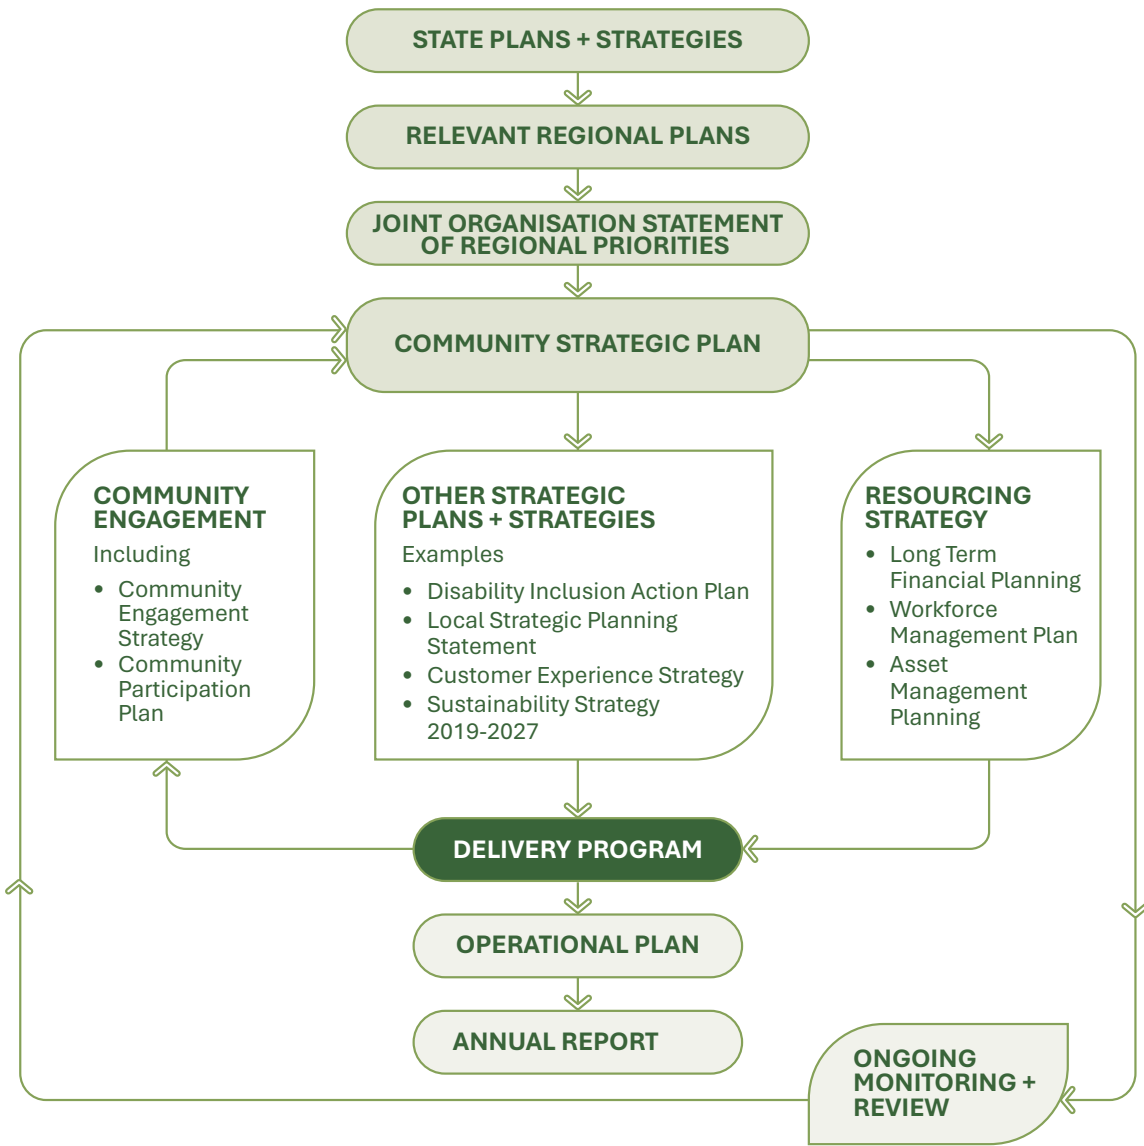 STATE PLANS + STRATEGIES
RELEVANT REGIONAL PLANS
JOINT ORGANISATION STATEMENT
OF REGIONAL PRIORITIES
COMMUNITY STRATEGIC PLAN
COMMUNITY
ENGAGEMENT
Including
• Community
Engagement
Strategy
• Community
Participation
Plan
OTHER STRATEGIC
PLANS + STRATEGIES
Examples
• Disability Inclusion Action Plan
• Local Strategic Planning
Statement
• Customer Experience Strategy
• Sustainability Strategy
2019-2027
RESOURCING
STRATEGY
• Long Term
Financial Planning
• Workforce
Management Plan
• Asset
Management
Planning
DELIVERY PROGRAM
OPERATIONAL PLAN
ANNUAL REPORT
ONGOING
MONITORING +
REVIEW